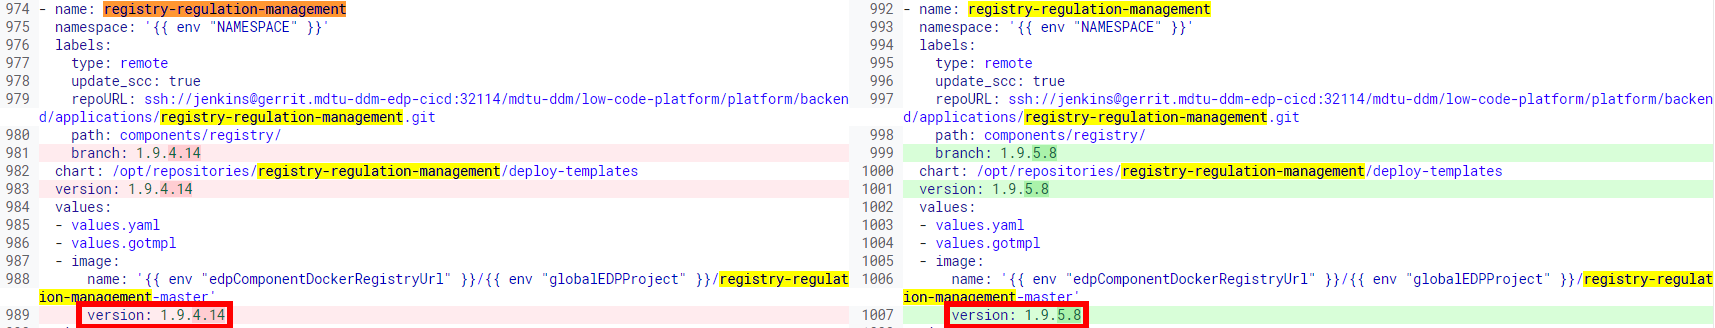 974 - name: registry-regulation-management
975 namespace: '{{ env "NAMESPACE" }}'
976 labels:
977 type: remote
978 update_scc: true
979 repoURL: ssh://jenkins@gerrit.mdtu-ddm-edp-cicd:32114/mdtu-ddm/low-code-platform/platform/backen
d/applications/registry-regulation-management.git
980 path: components/registry/
981 branch: 1.9.4.14
982 chart: /opt/repositories/registry-regulation-management/deploy-templates
983 version: 1.9.4.14
984 values:
985 - values.yaml
986 - values.gotmpl
987 - image:
988 name: '{{ env "edpComponentDockerRegistryUrl" }}/{{ env "globalEDPProject" }}/registry-regulat
ion-management-master'
989 version: 1.9.4.14
992 - name: registry-regulation-management
993 namespace: '{{ env "NAMESPACE" }}'
994 labels:
995 type: remote
996 update_scc: true
997 repoURL: ssh://jenkins@gerrit.mdtu-ddm-edp-cicd:32114/mdtu-ddm/low-code-platform/platform/backen
d/applications/registry-regulation-management.git
998 path: components/registry/
999 branch: 1.9.5.8
1000 chart: /opt/repositories/registry-regulation-management/deploy-templates
1001 version: 1.9.5.8
1002 values:
1003 - values.yaml
1004 - values.gotmpl
1005 - image:
1006 name: '{{ env "edpComponentDockerRegistryUrl" }}/{{ env "globalEDPProject" }}/registry-regulat
ion-management-master'
1007 version: 1.9.5.8